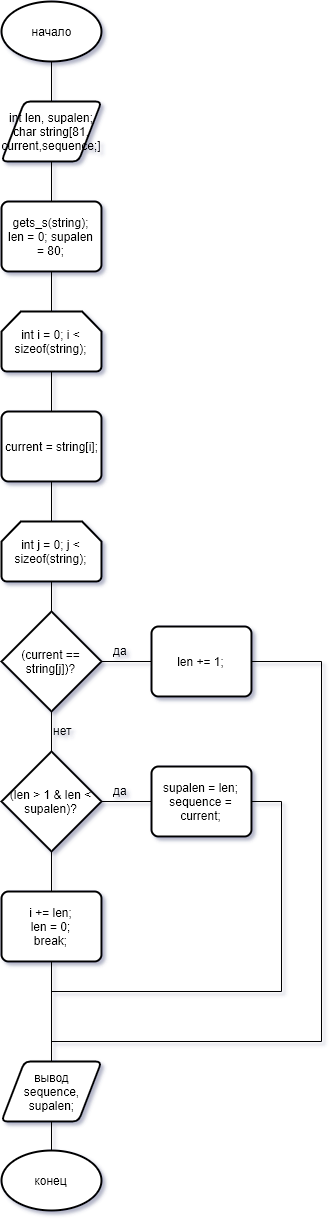 начало
int len, supalen;
char string[81,
current,sequence;]
gets_s(string);
len = 0; supalen
= 80;
int i = 0; i <
sizeof(string);
current = string[i];
int j = 0; j <
sizeof(string);
(current ==
string[j])?
да
len += 1;
нет
(len > 1 & len <
supalen)?
да
supalen = len;
sequence =
current;
i += len;
len = 0;
break;
вывод
sequence,
supalen;
конец